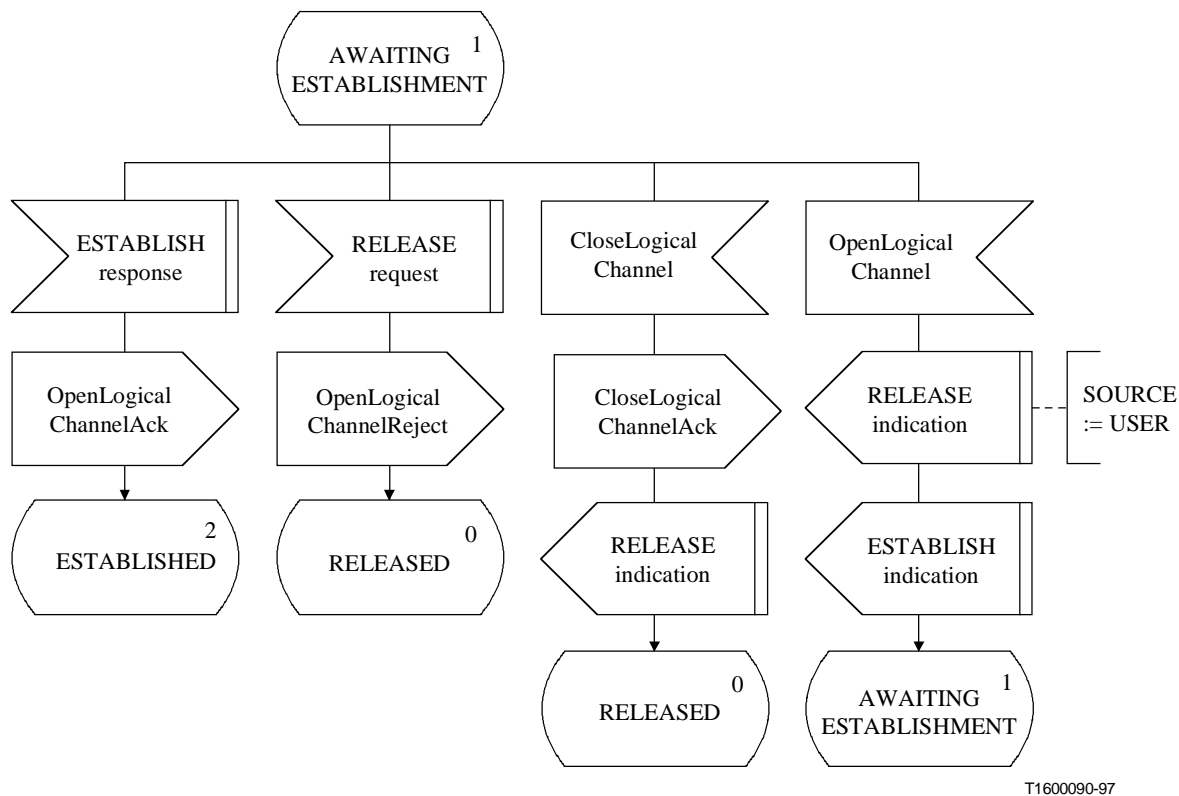 1
AWAITING
ESTABLISHMENT
ESTABLISH
response
RELEASE
request
CloseLogical
Channel
OpenLogical
Channel
OpenLogical
ChannelAck
OpenLogical
ChannelReject
CloseLogical
ChannelAck
RELEASE
indication
SOURCE
:= USER
2
ESTABLISHED
0
RELEASED
RELEASE
indication
ESTABLISH
indication
0
RELEASED
1
AWAITING
ESTABLISHMENT
T1600090-97